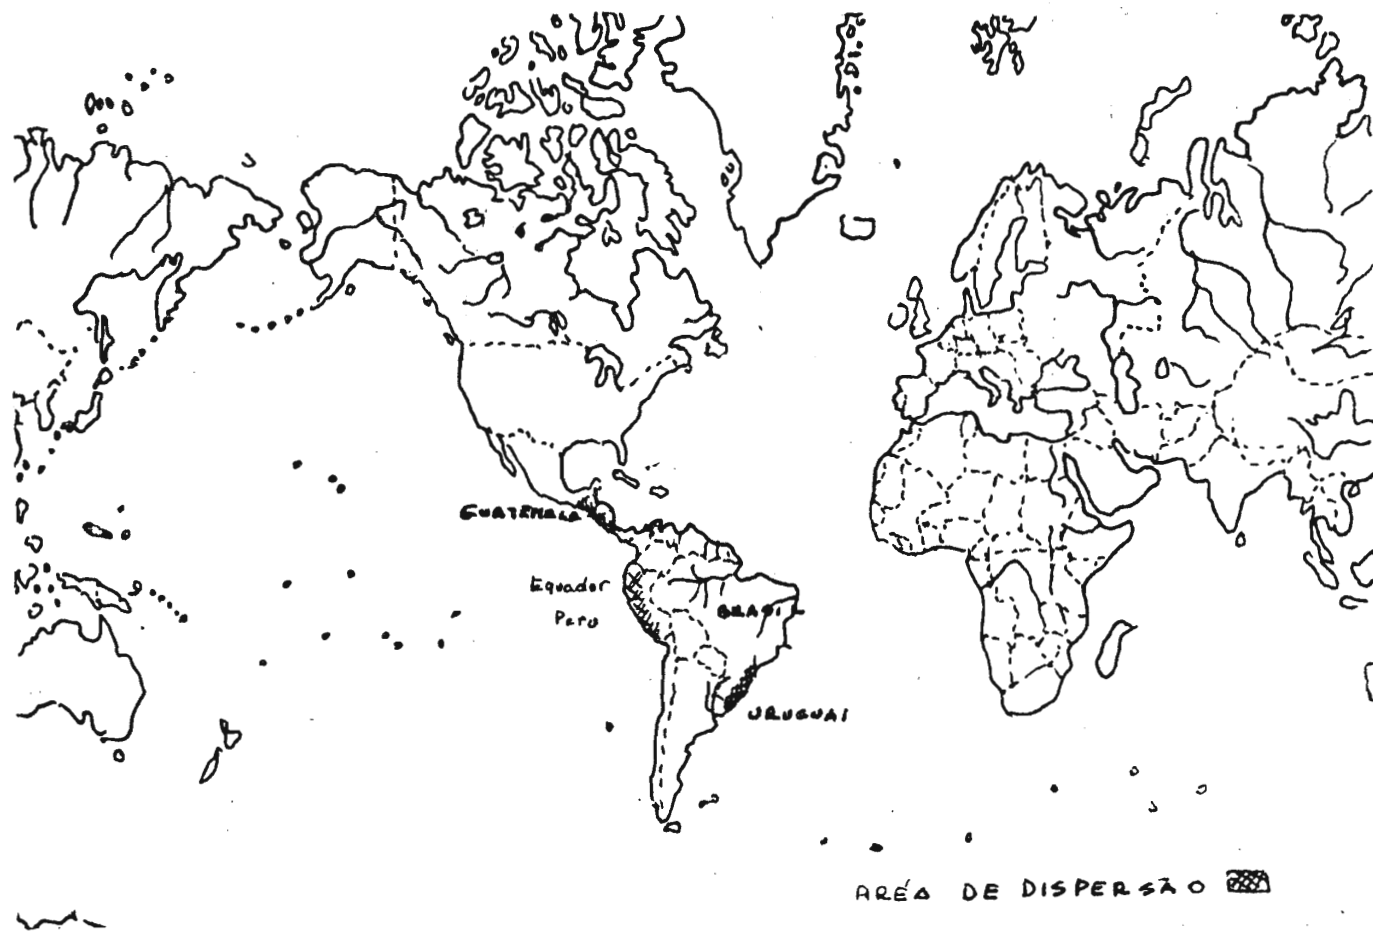 GUATEMALA
Equador
Peru
BRASIL
URUGUAI
ARÉA DE DISPERSÃO